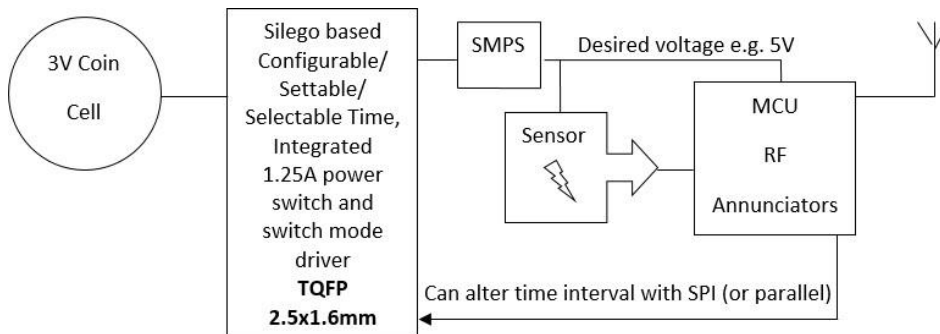 3V Coin
Cell
Silego based
Configurable/
Settable/
Selectable Time,
Integrated
1.25A power
switch and
switch mode
driver
TQFP
2.5x1.6mm
SMPS
Desired voltage e.g. 5V
Sensor
MCU
RF
Annunciators
Can alter time interval with SPI (or parallel)